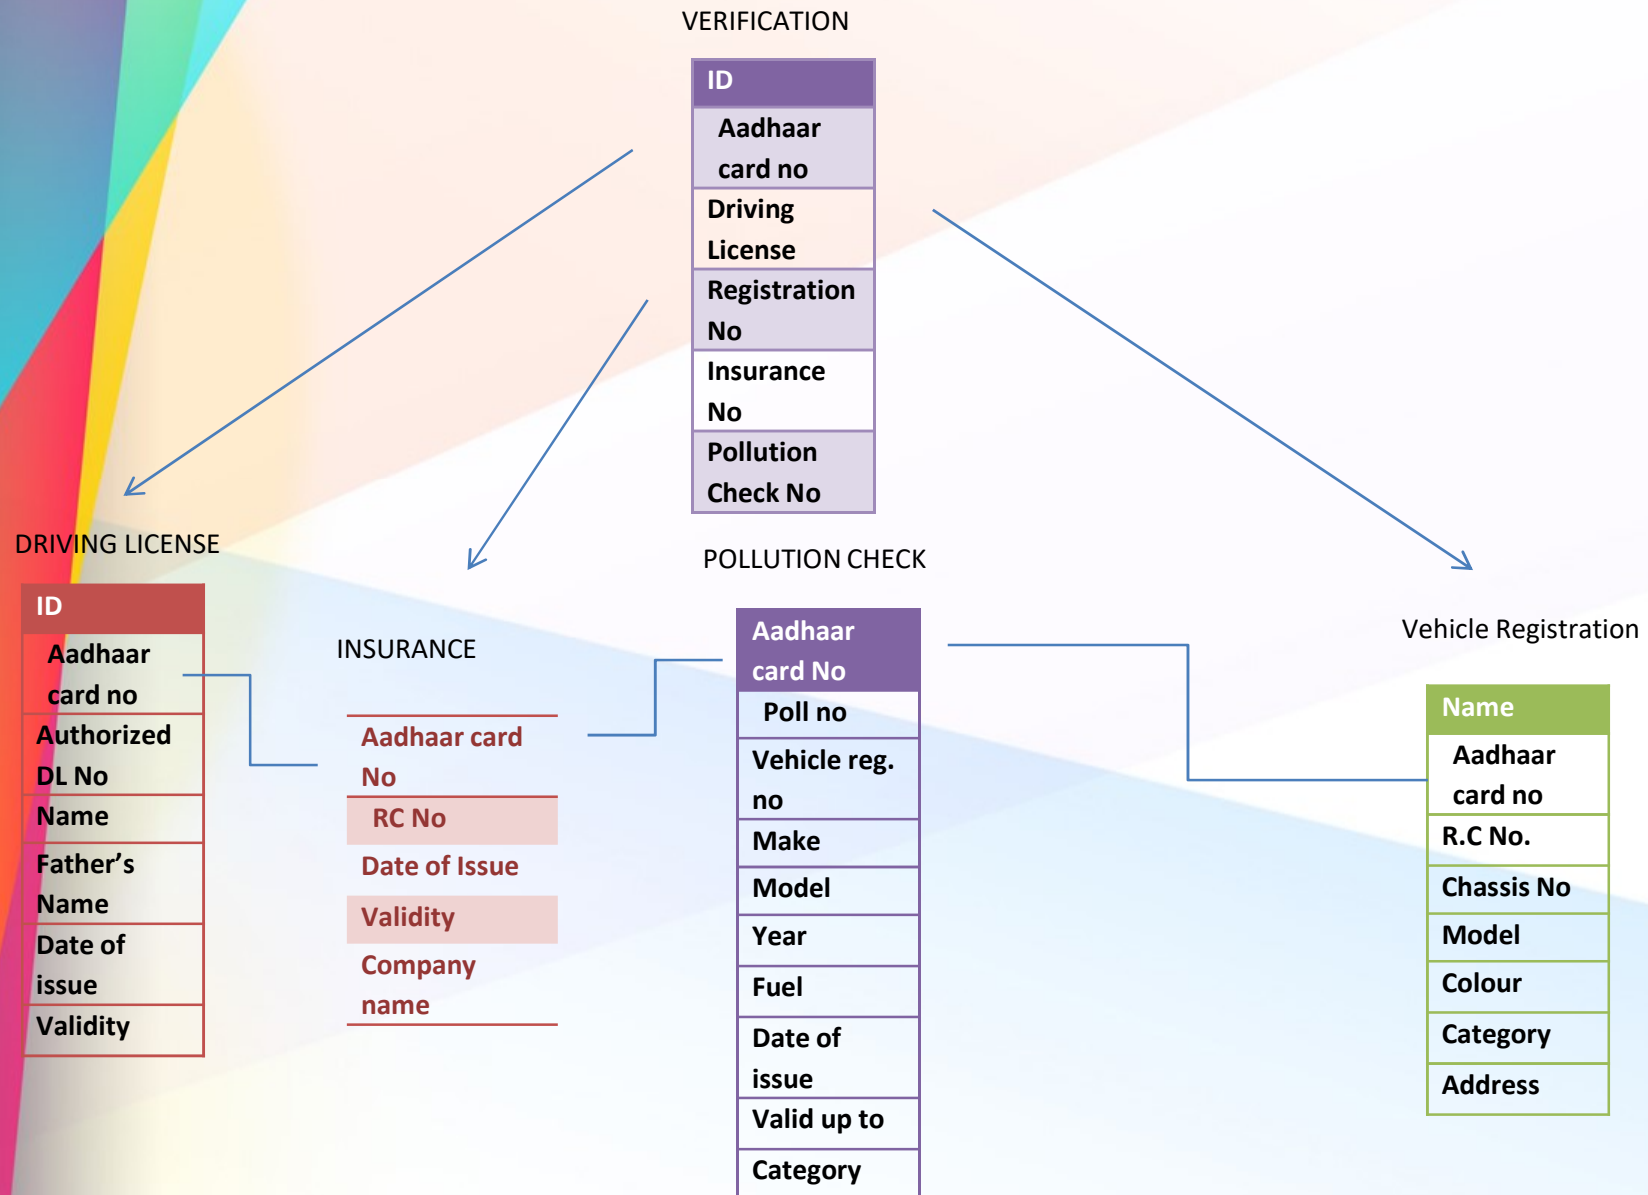 VERIFICATION
ID
Aadhaar
card no
Driving
License
Registration
No
Insurance
No
Pollution
Check No
DRIVING LICENSE
ID
Aadhaar
card no
Authorized
DL No
Name
Father’s
Name
Date of
issue
Validity
INSURANCE
Aadhaar card
No
RC No
Date of Issue
Validity
Company
name
POLLUTION CHECK
Aadhaar
card No
Poll no
Vehicle reg.
no
Make
Model
Year
Fuel
Date of
issue
Valid up to
Category
Vehicle Registration
Name
Aadhaar
card no
R.C No.
Chassis No
Model
Colour
Category
Address